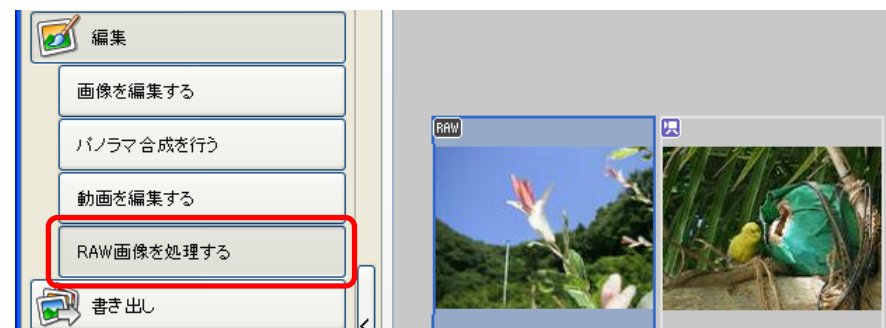 編集
画像を編集する
パノラマ合成を行う
動画を編集する
RAW画像を処理する
書き出し
RAW